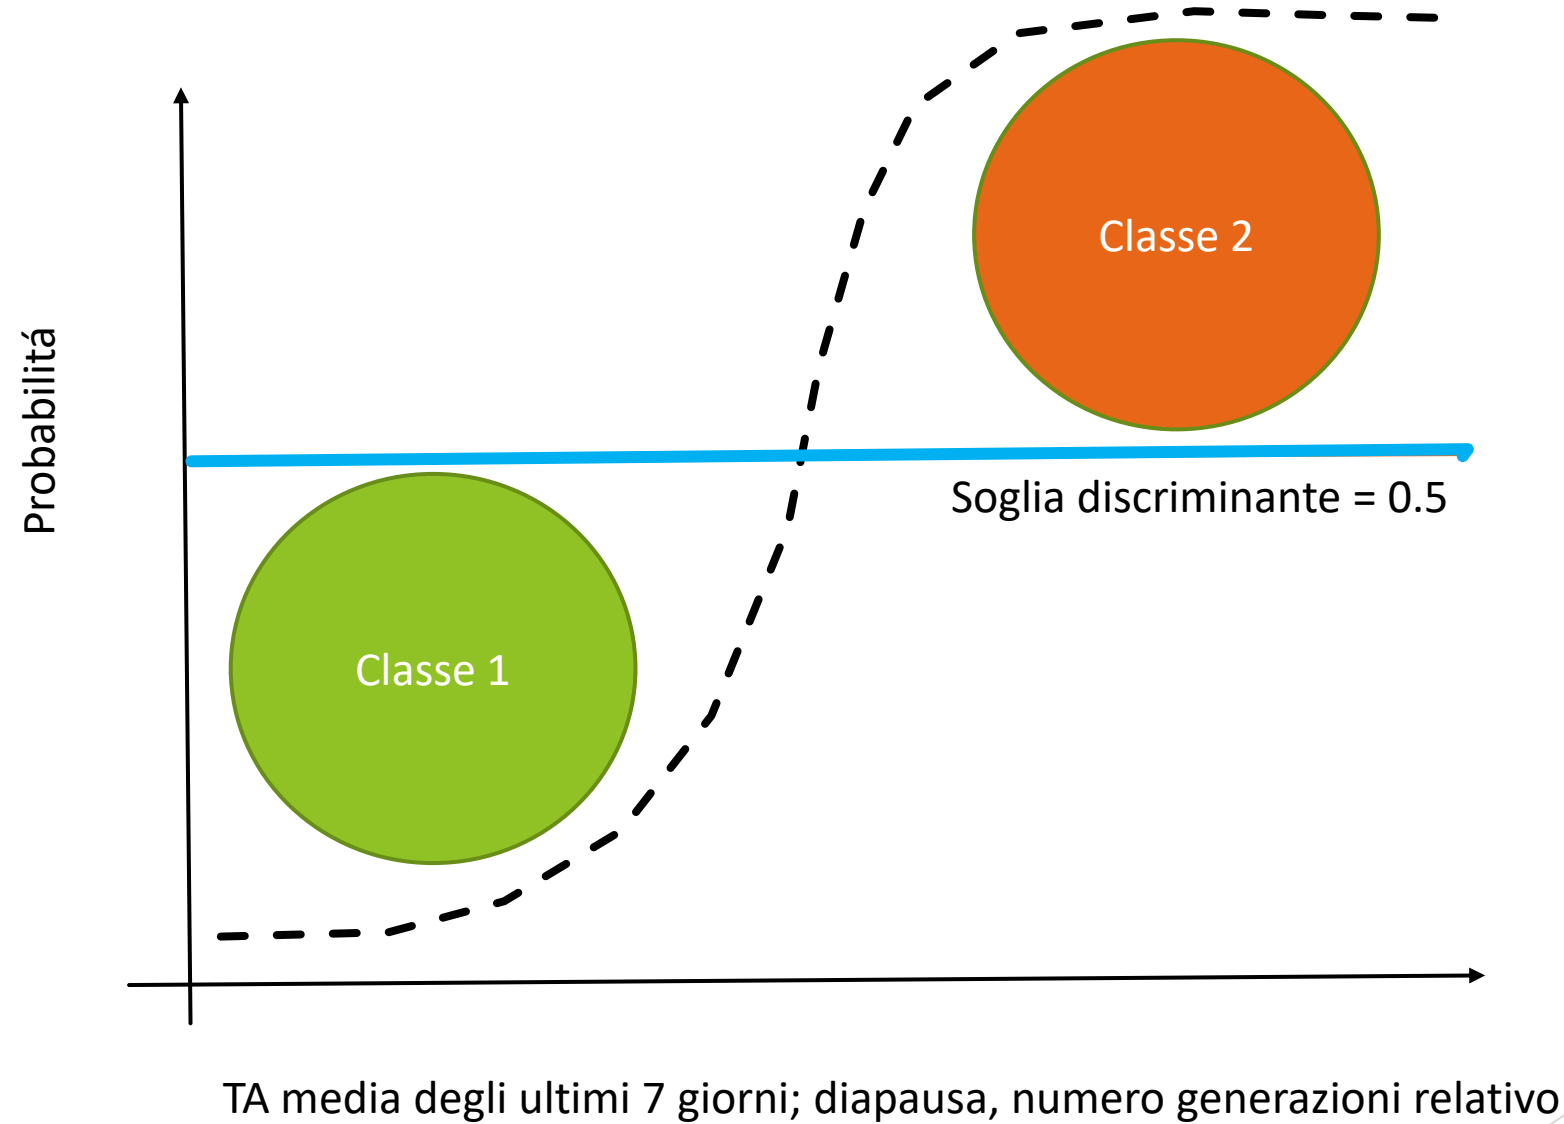 Classe 2
Probabilitá
Soglia discriminante = 0.5
Classe 1
TA media degli ultimi 7 giorni; diapausa, numero generazioni relativo